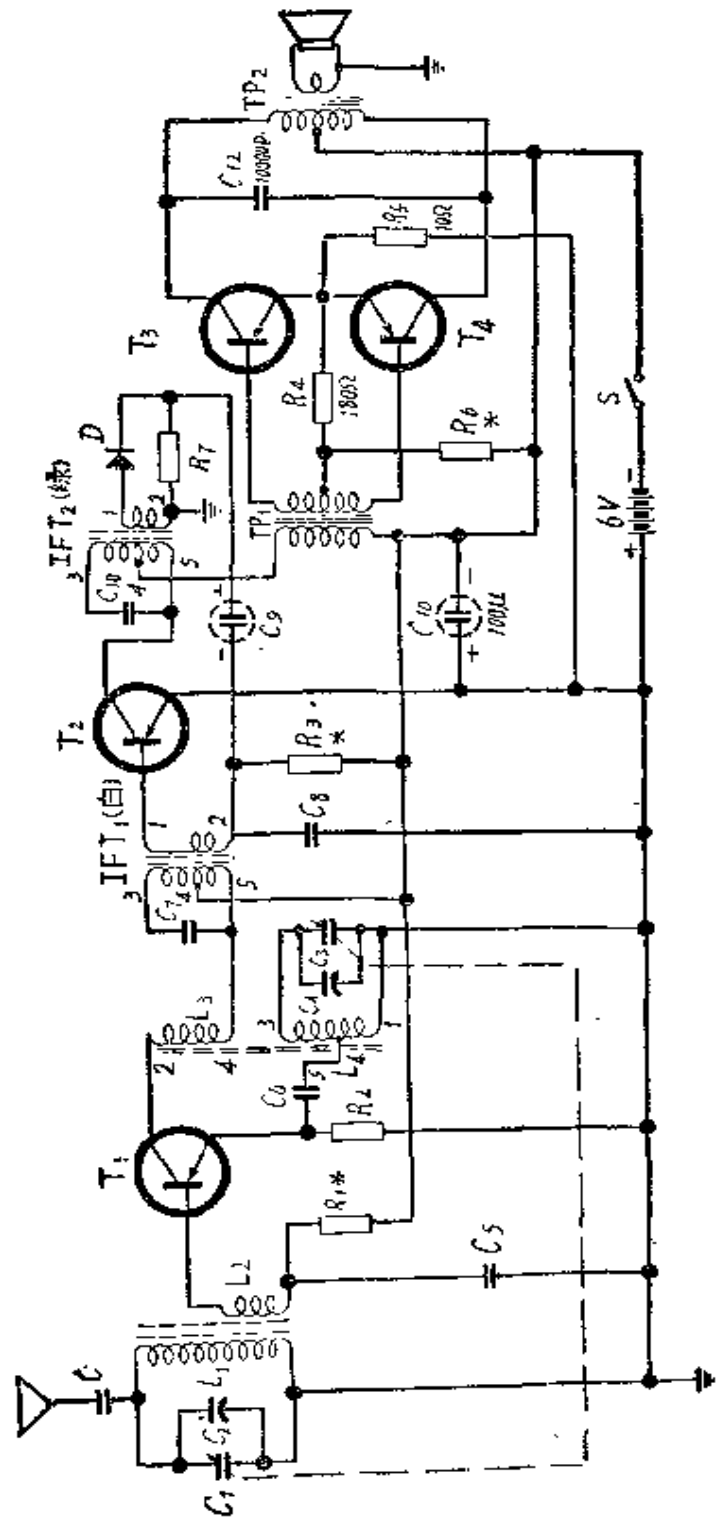 C
C1
C2
L1
L2
C5
T1
R1*
R2
C6
5
L4
3
1
C4
C3
2
4
L3
IFT1(白)
3
4
5
1
2
C7
C8
T2
R3
*
C9
-
+
IFT2(绿)
3
4
5
1
2
C10
D
R7
TP1
C10
100μ
+
-
T3
T4
R4
180Ω
R6
*
R5
10Ω
C12
1000μP
TP2
6V
+
-
S